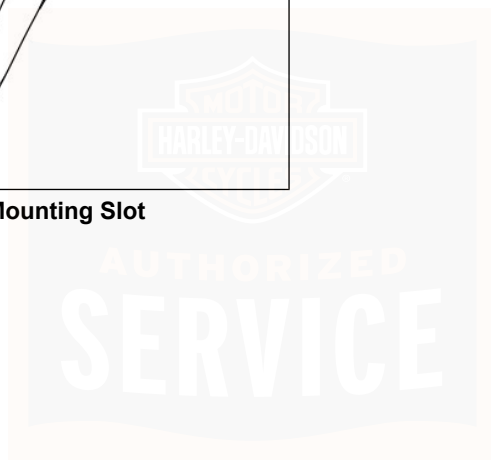 MOTOR
HARLEY-DAVIDSON
CYCLES
Mounting Slot
AUTHORIZED
SERVICE